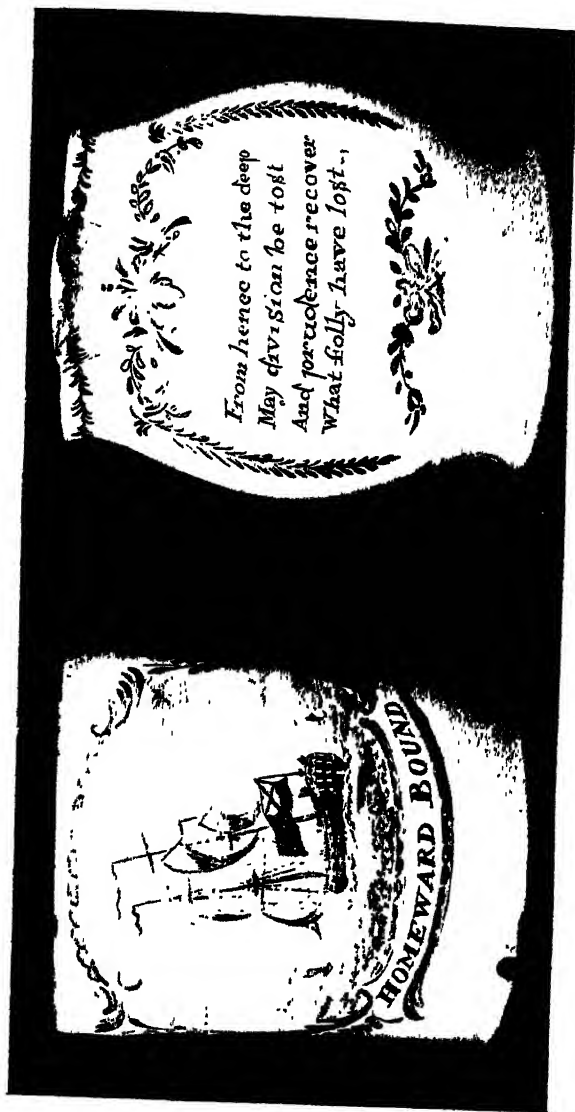 From hence to the deep
May division be tost
And prudence recover
What folly have lost.,
HOMEWARD BOUND